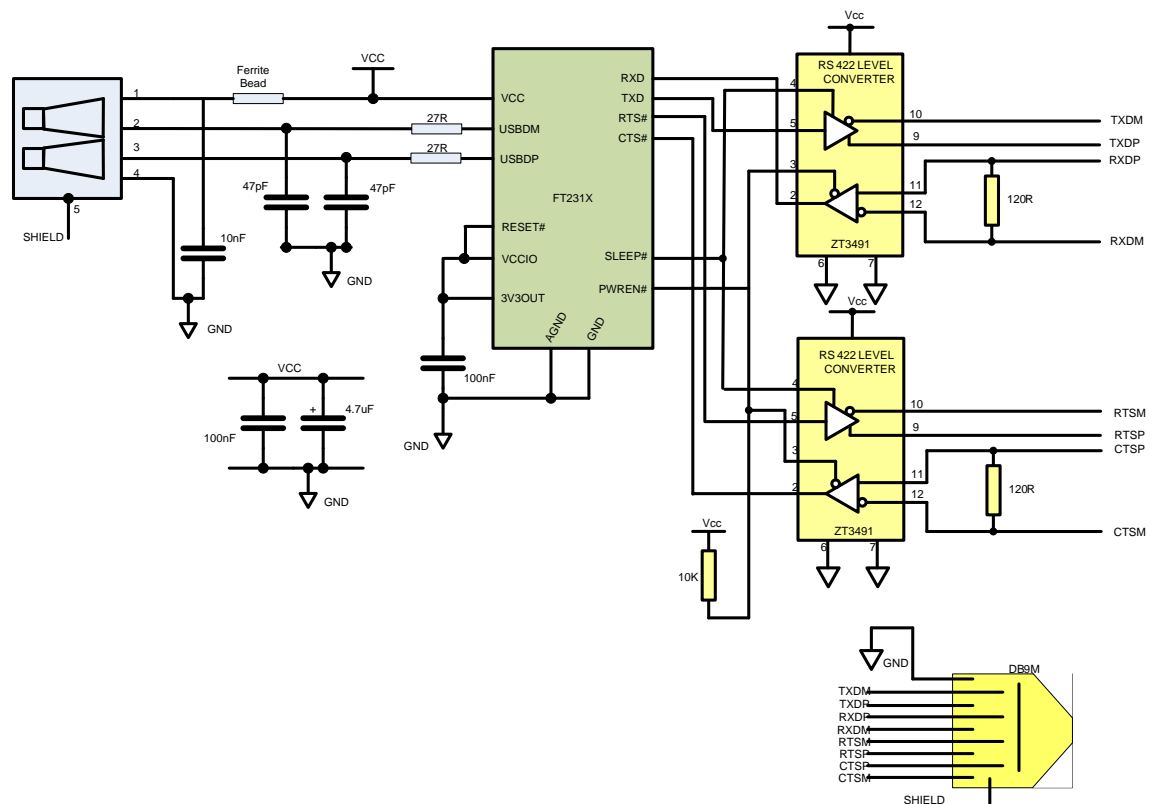 Ferrite
Bead
VCC
1
2
3
4
5
SHIELD
27R
27R
47pF
47pF
10nF
GND
GND
VCC
USBDM
USBDP
RESET#
VCCIO
3V3OUT
FT231X
AGND
GND
RXD
TXD
RTS#
CTS#
SLEEP#
PWREN#
100nF
GND
VCC
100nF
+
4.7uF
GND
Vcc
RS 422 LEVEL
CONVERTER
4
5
3
2
10
9
11
12
6
7
ZT3491
120R
TXDM
TXDP
RXDP
RXDM
Vcc
RS 422 LEVEL
CONVERTER
4
5
3
2
10
9
11
12
6
7
ZT3491
120R
RTSM
RTSP
CTSP
CTSM
Vcc
10K
GND
DB9M
TXDM
TXDP
RXDP
RXDM
RTSM
RTSP
CTSP
CTSM
SHIELD